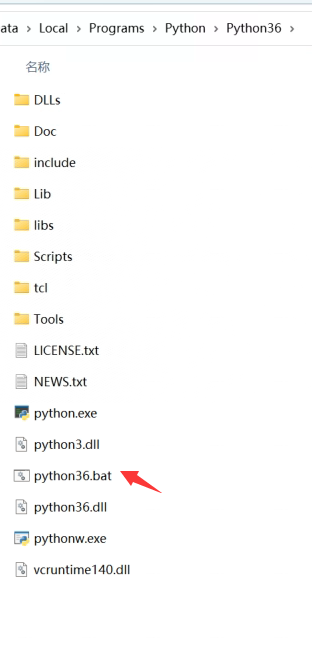 ata > Local > Programs > Python > Python36 >
名称
DLLs
Doc
include
Lib
libs
Scripts
tcl
Tools
LICENSE.txt
NEWS.txt
python.exe
python3.dll
python36.bat
python36.dll
pythonw.exe
vcruntime140.dll